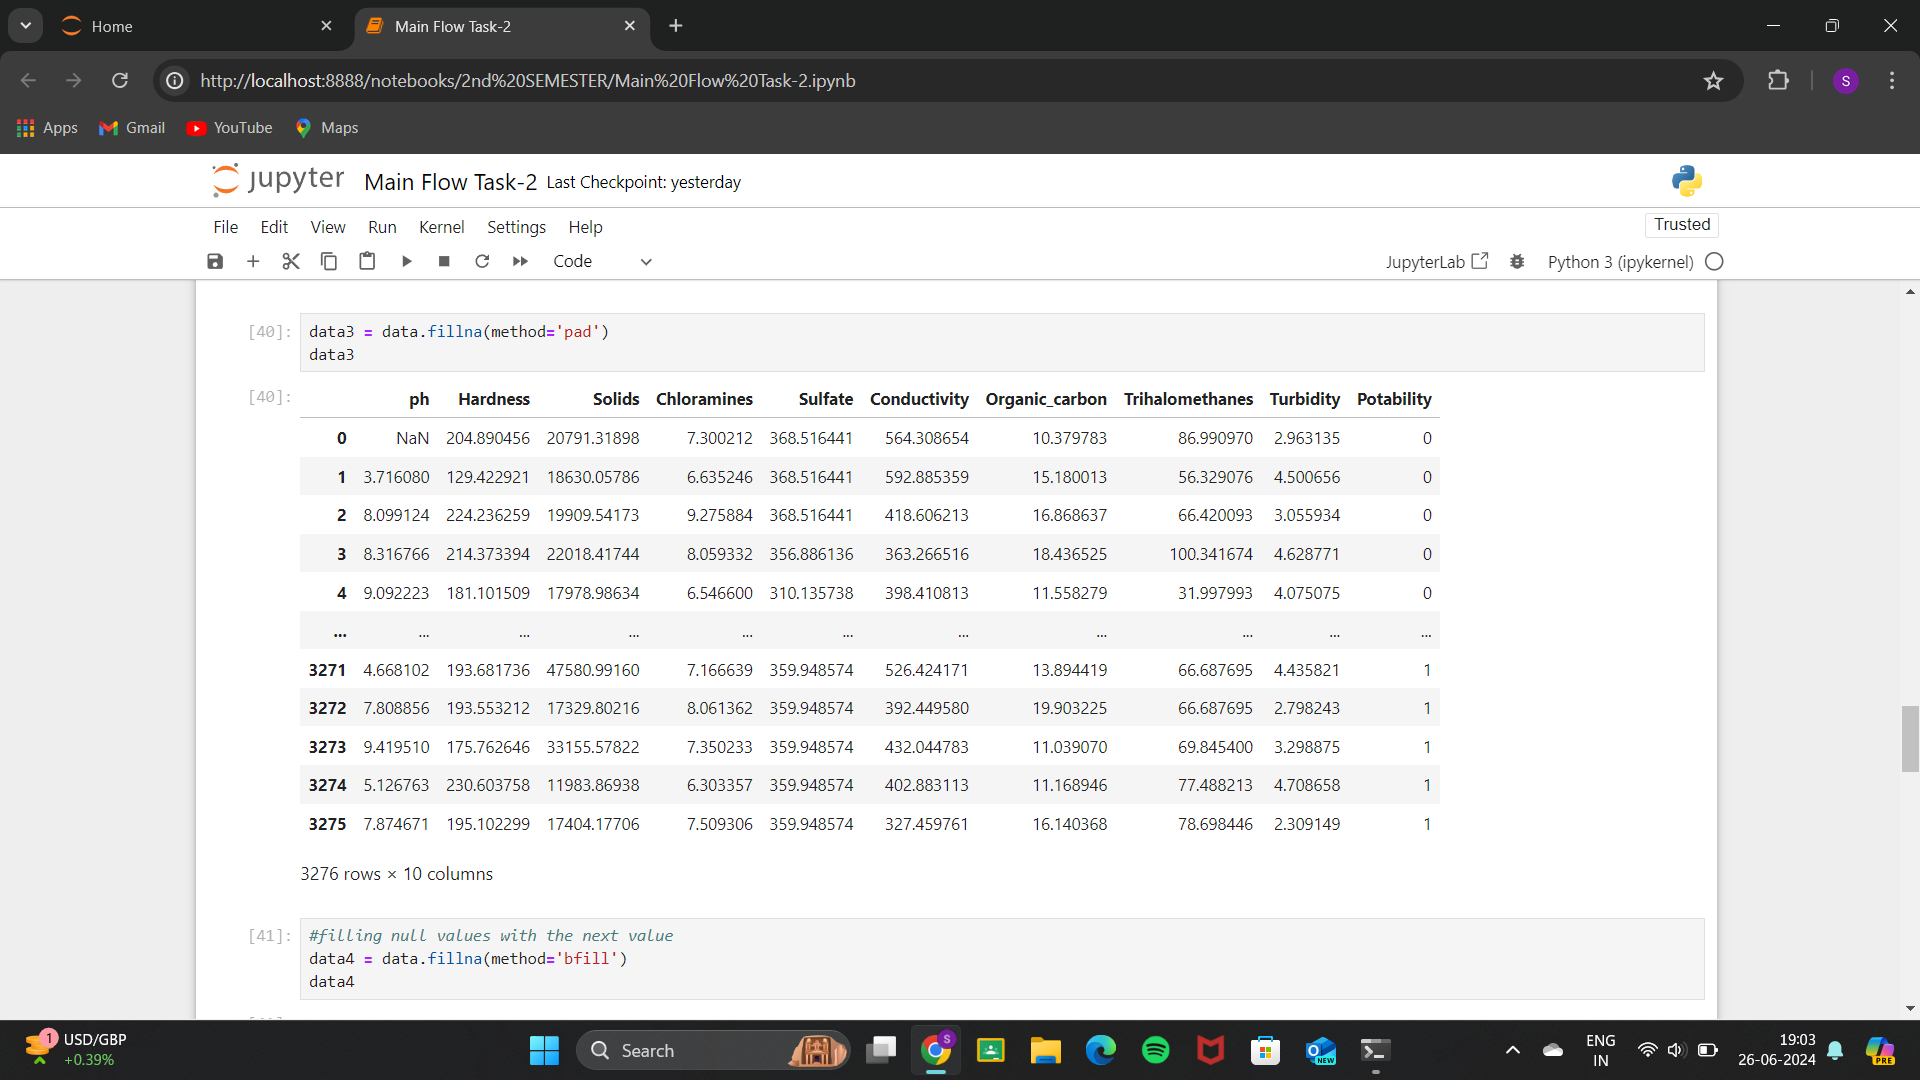 Home
Main Flow Task-2
http://localhost:8888/notebooks/2nd%20SEMESTER/Main%20Flow%20Task-2.ipynb
S
Apps
Gmail
YouTube
Maps
jupyter
Main Flow Task-2 Last Checkpoint: yesterday
File Edit View Run Kernel Settings Help
Trusted
Code
JupyterLab
Python 3 (ipykernel)
[40]:
data3 = data.fillna(method='pad')
data3
[40]:
ph Hardness Solids Chloramines Sulfate Conductivity Organic_carbon Trihalomethanes Turbidity Potability
0 NaN 204.890456 20791.31898 7.300212 368.516441 564.308654 10.379783 86.990970 2.963135 0
1 3.716080 129.422921 18630.05786 6.635246 368.516441 592.885359 15.180013 56.329076 4.500656 0
2 8.099124 224.236259 19909.54173 9.275884 368.516441 418.606213 16.868637 66.420093 3.055934 0
3 8.316766 214.373394 22018.41744 8.059332 356.886136 363.266516 18.436525 100.341674 4.628771 0
4 9.092223 181.101509 17978.98634 6.546600 310.135738 398.410813 11.558279 31.997993 4.075075 0
... ... ... ... ... ... ... ... ... ... ...
3271 4.668102 193.681736 47580.99160 7.166639 359.948574 526.424171 13.894419 66.687695 4.435821 1
3272 7.808856 193.553212 17329.80216 8.061362 359.948574 392.449580 19.903225 66.687695 2.798243 1
3273 9.419510 175.762646 33155.57822 7.350233 359.948574 432.044783 11.039070 69.845400 3.298875 1
3274 5.126763 230.603758 11983.86938 6.303357 359.948574 402.883113 11.168946 77.488213 4.708658 1
3275 7.874671 195.102299 17404.17706 7.509306 359.948574 327.459761 16.140368 78.698446 2.309149 1
3276 rows × 10 columns
[41]:
#filling null values with the next value
data4 = data.fillna(method='bfill')
data4
1
USD/GBP
+0.39%
Search
S
NEW
ENG
IN
19:03
26-06-2024
PRE